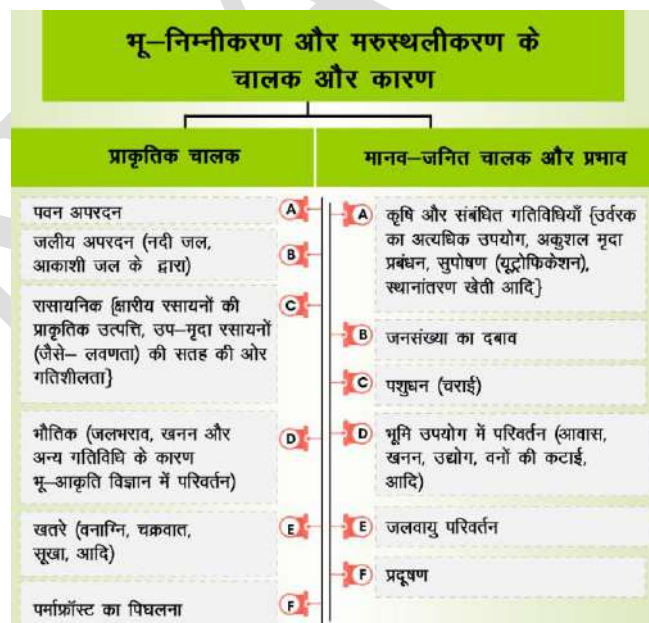 भू–निम्नीकरण और मरुस्थलीकरण के
चालक और कारण
प्राकृतिक चालक
पवन अपरदन
A
जलीय अपरदन (नदी जल,
आकाशी जल के द्वारा)
B
रासायनिक {क्षारीय रसायनों की
प्राकृतिक उत्पत्ति, उप–मृदा रसायनों
(जैसे– लवणता) की सतह की ओर
गतिशीलता}
C
भौतिक (जलभराव, खनन और
अन्य गतिविधि के कारण
भू–आकृति विज्ञान में परिवर्तन)
D
खतरे (वनाग्नि, चक्रवात,
सूखा, आदि)
E
पर्माफ्रॉस्ट का पिघलना
F
मानव–जनित चालक और प्रभाव
A
कृषि और संबंधित गतिविधियाँ {उर्वरक
का अत्यधिक उपयोग, अकुशल मृदा
प्रबंधन, सुपोषण (यूट्रोफिकेशन),
स्थानांतरण खेती आदि}
B
जनसंख्या का दबाव
C
पशुधन (चराई)
D
भूमि उपयोग में परिवर्तन (आवास,
खनन, उद्योग, वनों की कटाई,
आदि)
E
जलवायु परिवर्तन
F
प्रदूषण